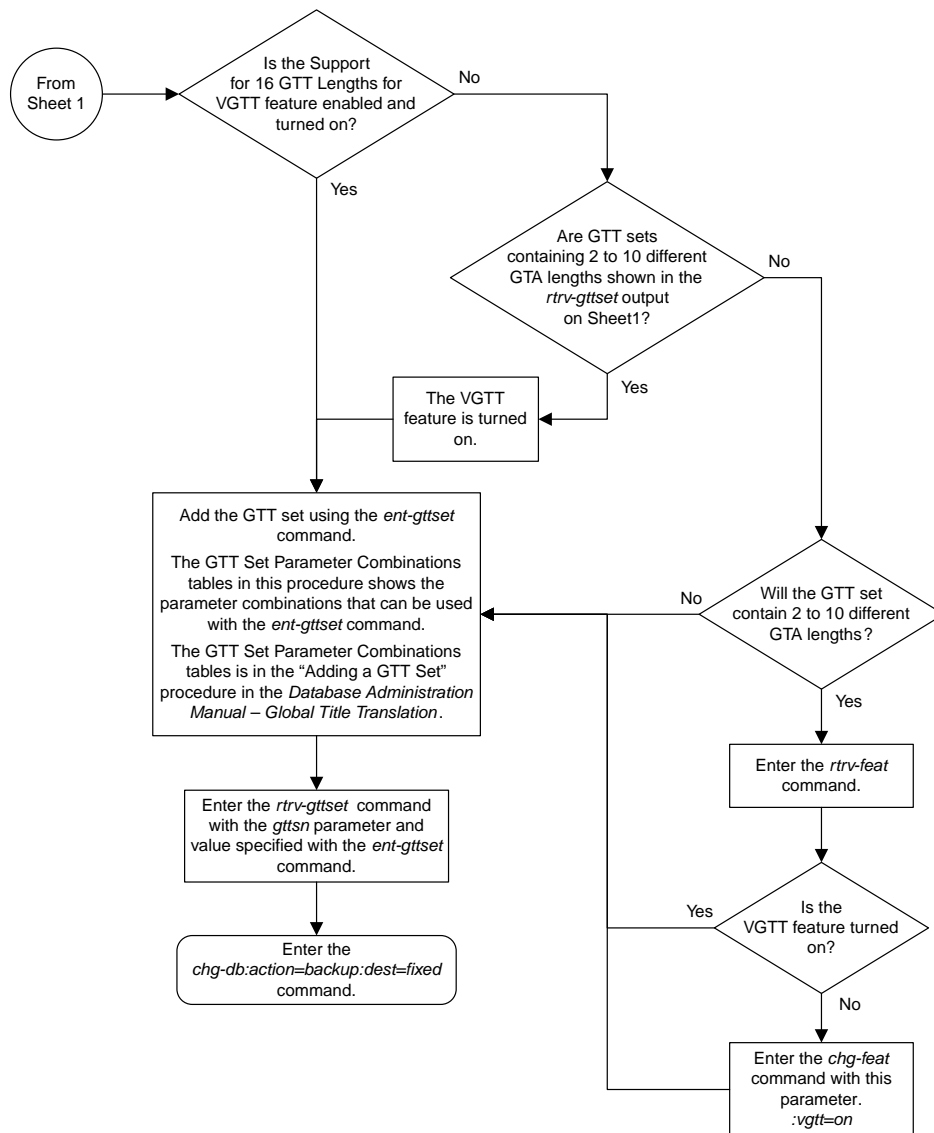 From
Sheet 1
Is the Support
for 16 GTT Lengths for
VGTT feature enabled and
turned on?
No
Yes
Are GTT sets
containing 2 to 10 different
GTA lengths shown in the
rtrv-gttset output
on Sheet1?
No
Yes
The VGTT
feature is turned
on.
Add the GTT set using the ent-gttset
command.
The GTT Set Parameter Combinations
tables in this procedure shows the
parameter combinations that can be used
with the ent-gttset command.
The GTT Set Parameter Combinations
tables is in the “Adding a GTT Set”
procedure in the Database Administration
Manual – Global Title Translation.
Will the GTT set
contain 2 to 10 different
GTA lengths?
No
Yes
Enter the rtrv-feat
command.
Enter the rtrv-gttset command
with the gttsn parameter and
value specified with the ent-gttset
command.
Is the
VGTT feature turned
on?
Yes
No
Enter the
chg-db:action=backup:dest=fixed
command.
Enter the chg-feat
command with this
parameter.
:vgtt=on